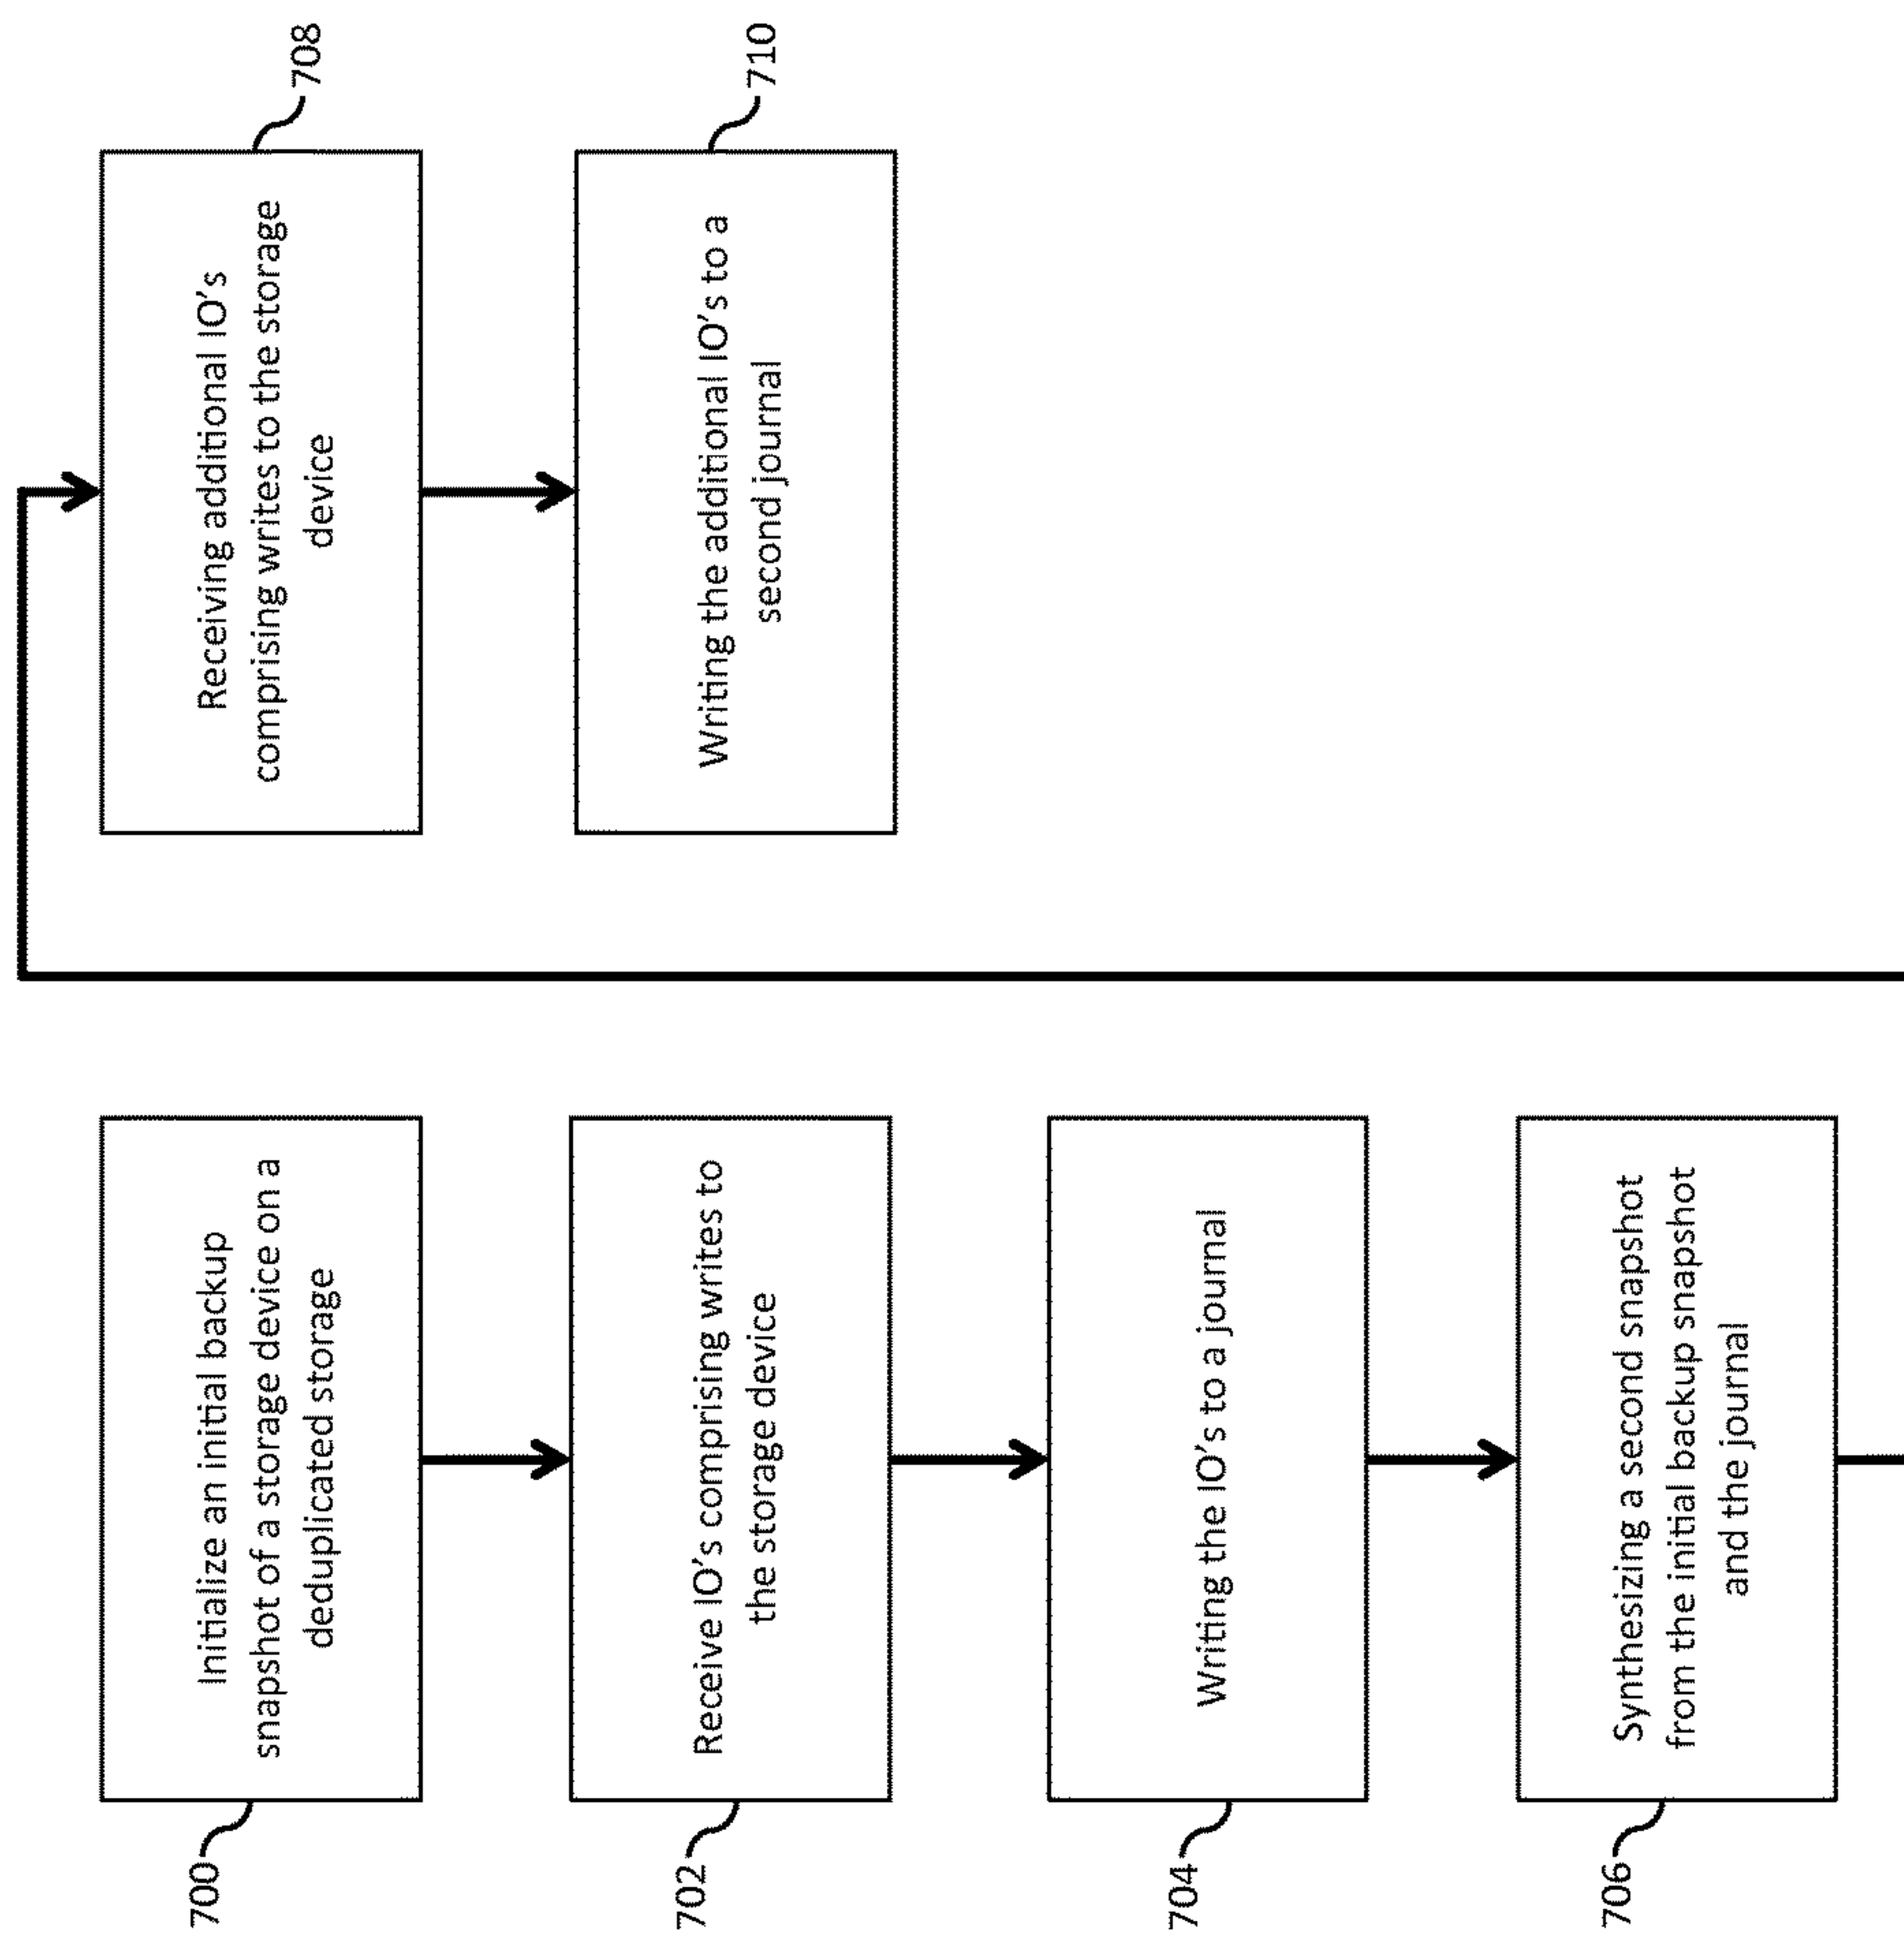 700
Initialize an initial backup
snapshot of a storage device on a
deduplicated storage
702
Receive IO's comprising writes to
the storage device
704
Writing the IO's to a journal
706
Synthesizing a second snapshot
from the initial backup snapshot
and the journal
708
Receiving additional IO's
comprising writes to the storage
device
710
Writing the additional IO's to a
second journal